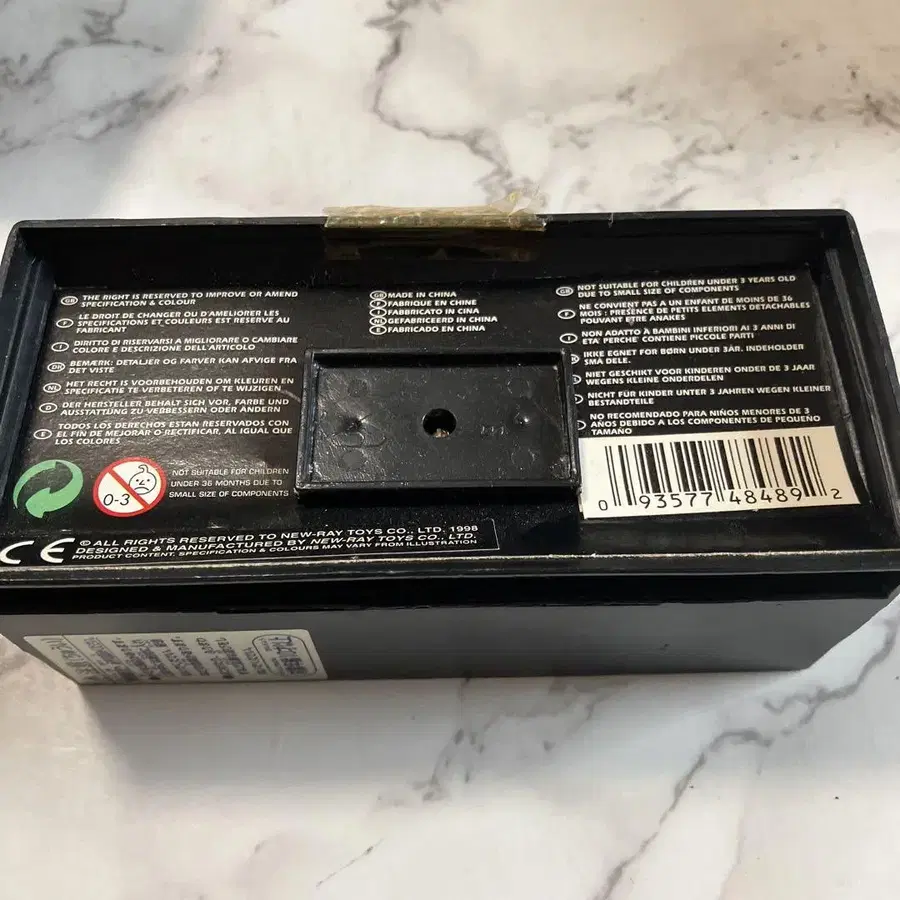 GB THE RIGHT IS RESERVED TO IMPROVE OR AMEND
SPECIFICATION & COLOUR
F LE DROIT DE CHANGER OU D'AMELIORER LES
SPECIFICATIONS ET COULEURS EST RESERVE AU
FABRICANT
I DIRITTO DI RISERVARSI A MIGLIORARE O CAMBIARE
COLORE E DESCRIZIONE DELL'ARTICOLO
DK BEMÆRK: DETALJER OG FARVER KAN AFVIGE FRA
DET VISTE
NL HET RECHT IS VOORBEHOUDEN OM KLEUREN EN
SPECIFICATIE TE VERBETEREN OF TE WIJZIGEN.
D DER HERSTELLER BEHALT SICH VOR, FARBE UND
AUSSTATTUNG ZU VERBESSERN ODER ANDERN
E TODOS LOS DERECHOS ESTAN RESERVADOS CON
EL FIN DE MEJORAR O RECTIFICAR, AL IGUAL QUE
LOS COLORES
0-3
NOT SUITABLE FOR CHILDREN
UNDER 36 MONTHS DUE TO
SMALL SIZE OF COMPONENTS
GB MADE IN CHINA
F FABRIQUE EN CHINE
I FABBRICATO IN CINA
NL GEFABRICEERD IN CHINA
E FABRICADO EN CHINA
GB NOT SUITABLE FOR CHILDREN UNDER 3 YEARS OLD
DUE TO SMALL SIZE OF COMPONENTS
F NE CONVIENT PAS A UN ENFANT DE MOINS DE 36
MOIS : PRESENCE DE PETITS ELEMENTS DETACHABLES
POUVANT ETRE ANAKES
I NON ADATTO À BAMBINI INFERIORI AI 3 ANNI DI
ETA' PERCHE' CONTIENE PICCOLE PARTI
IKKE EGNET FOR BØRN UNDER 3ÅR. INDEHOLDER
SMÅ DELE.
NIET GESCHIKT VOOR KINDEREN ONDER DE 3 JAAR
WEGENS KLEINE ONDERDELEN
NICHT FÜR KINDER UNTER 3 JAHREN WEGEN KLEINER
BESTANDTEILE
NO RECOMENDADO PARA NIÑOS MENORES DE 3
AÑOS DEBIDO A LOS COMPONENTES DE PEQUEÑO
TAMANO
0 93577 48489 2
CE © ALL RIGHTS RESERVED TO NEW-RAY TOYS CO., LTD. 1998
DESIGNED & MANUFACTURED BY NEW-RAY TOYS CO., LTD.
PRODUCT CONTENT, SPECIFICATION & COLOURS MAY VARY FROM ILLUSTRATION